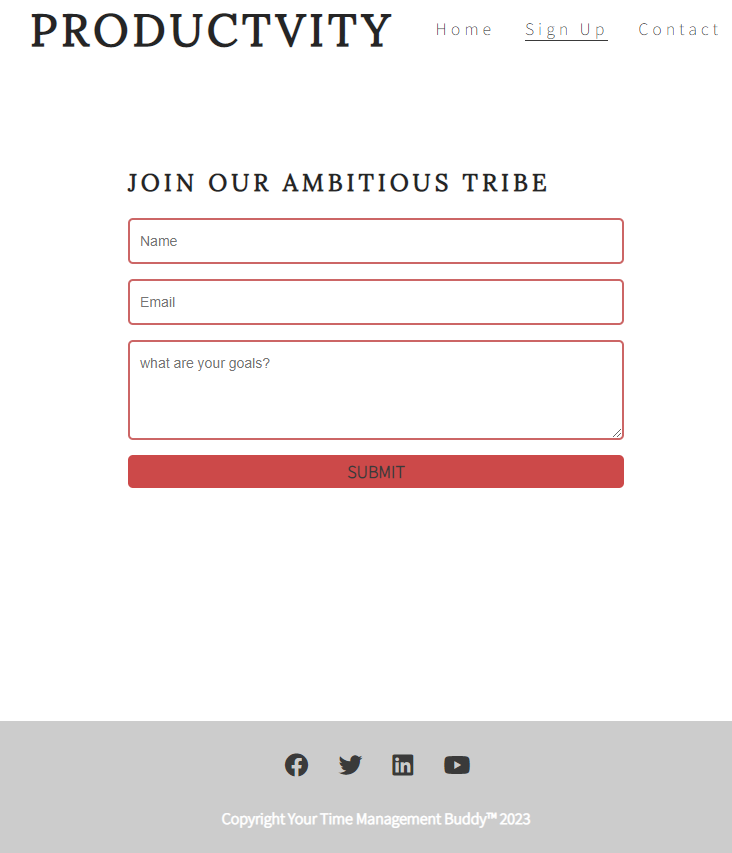 PRODUCTVITY
Home Sign Up Contact
JOIN OUR AMBITIOUS TRIBE
Name
Email
what are your goals?
SUBMIT
Copyright Your Time Management Buddy™ 2023